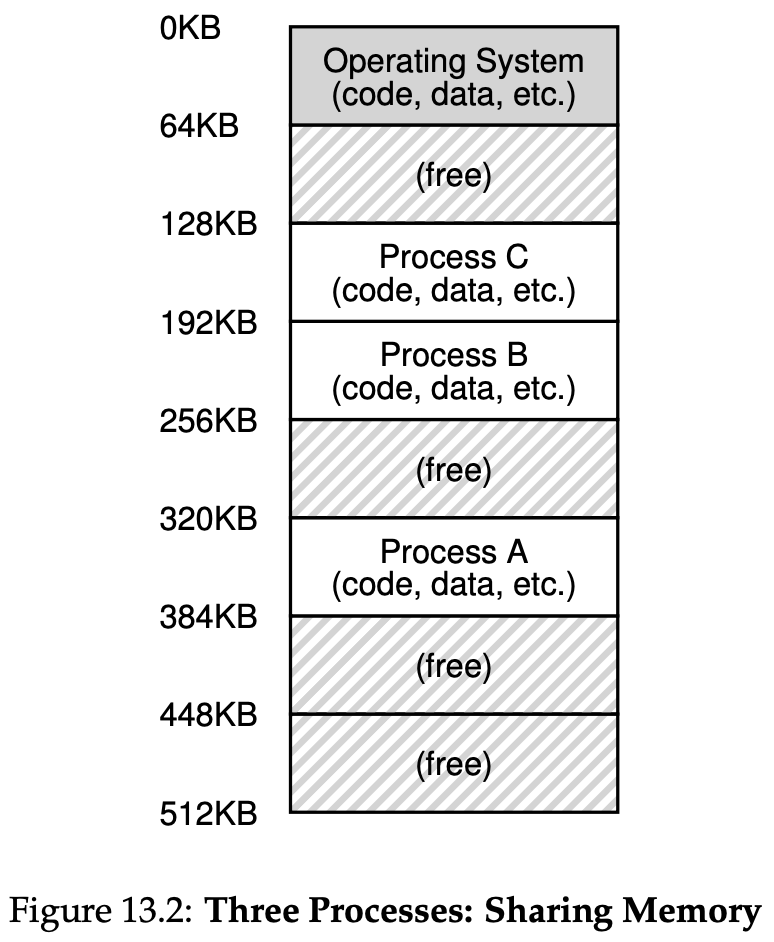 0KB
Operating System
(code, data, etc.)
64KB
(free)
128KB
Process C
(code, data, etc.)
192KB
Process B
(code, data, etc.)
256KB
(free)
320KB
Process A
(code, data, etc.)
384KB
(free)
448KB
(free)
512KB
Figure 13.2: Three Processes: Sharing Memory